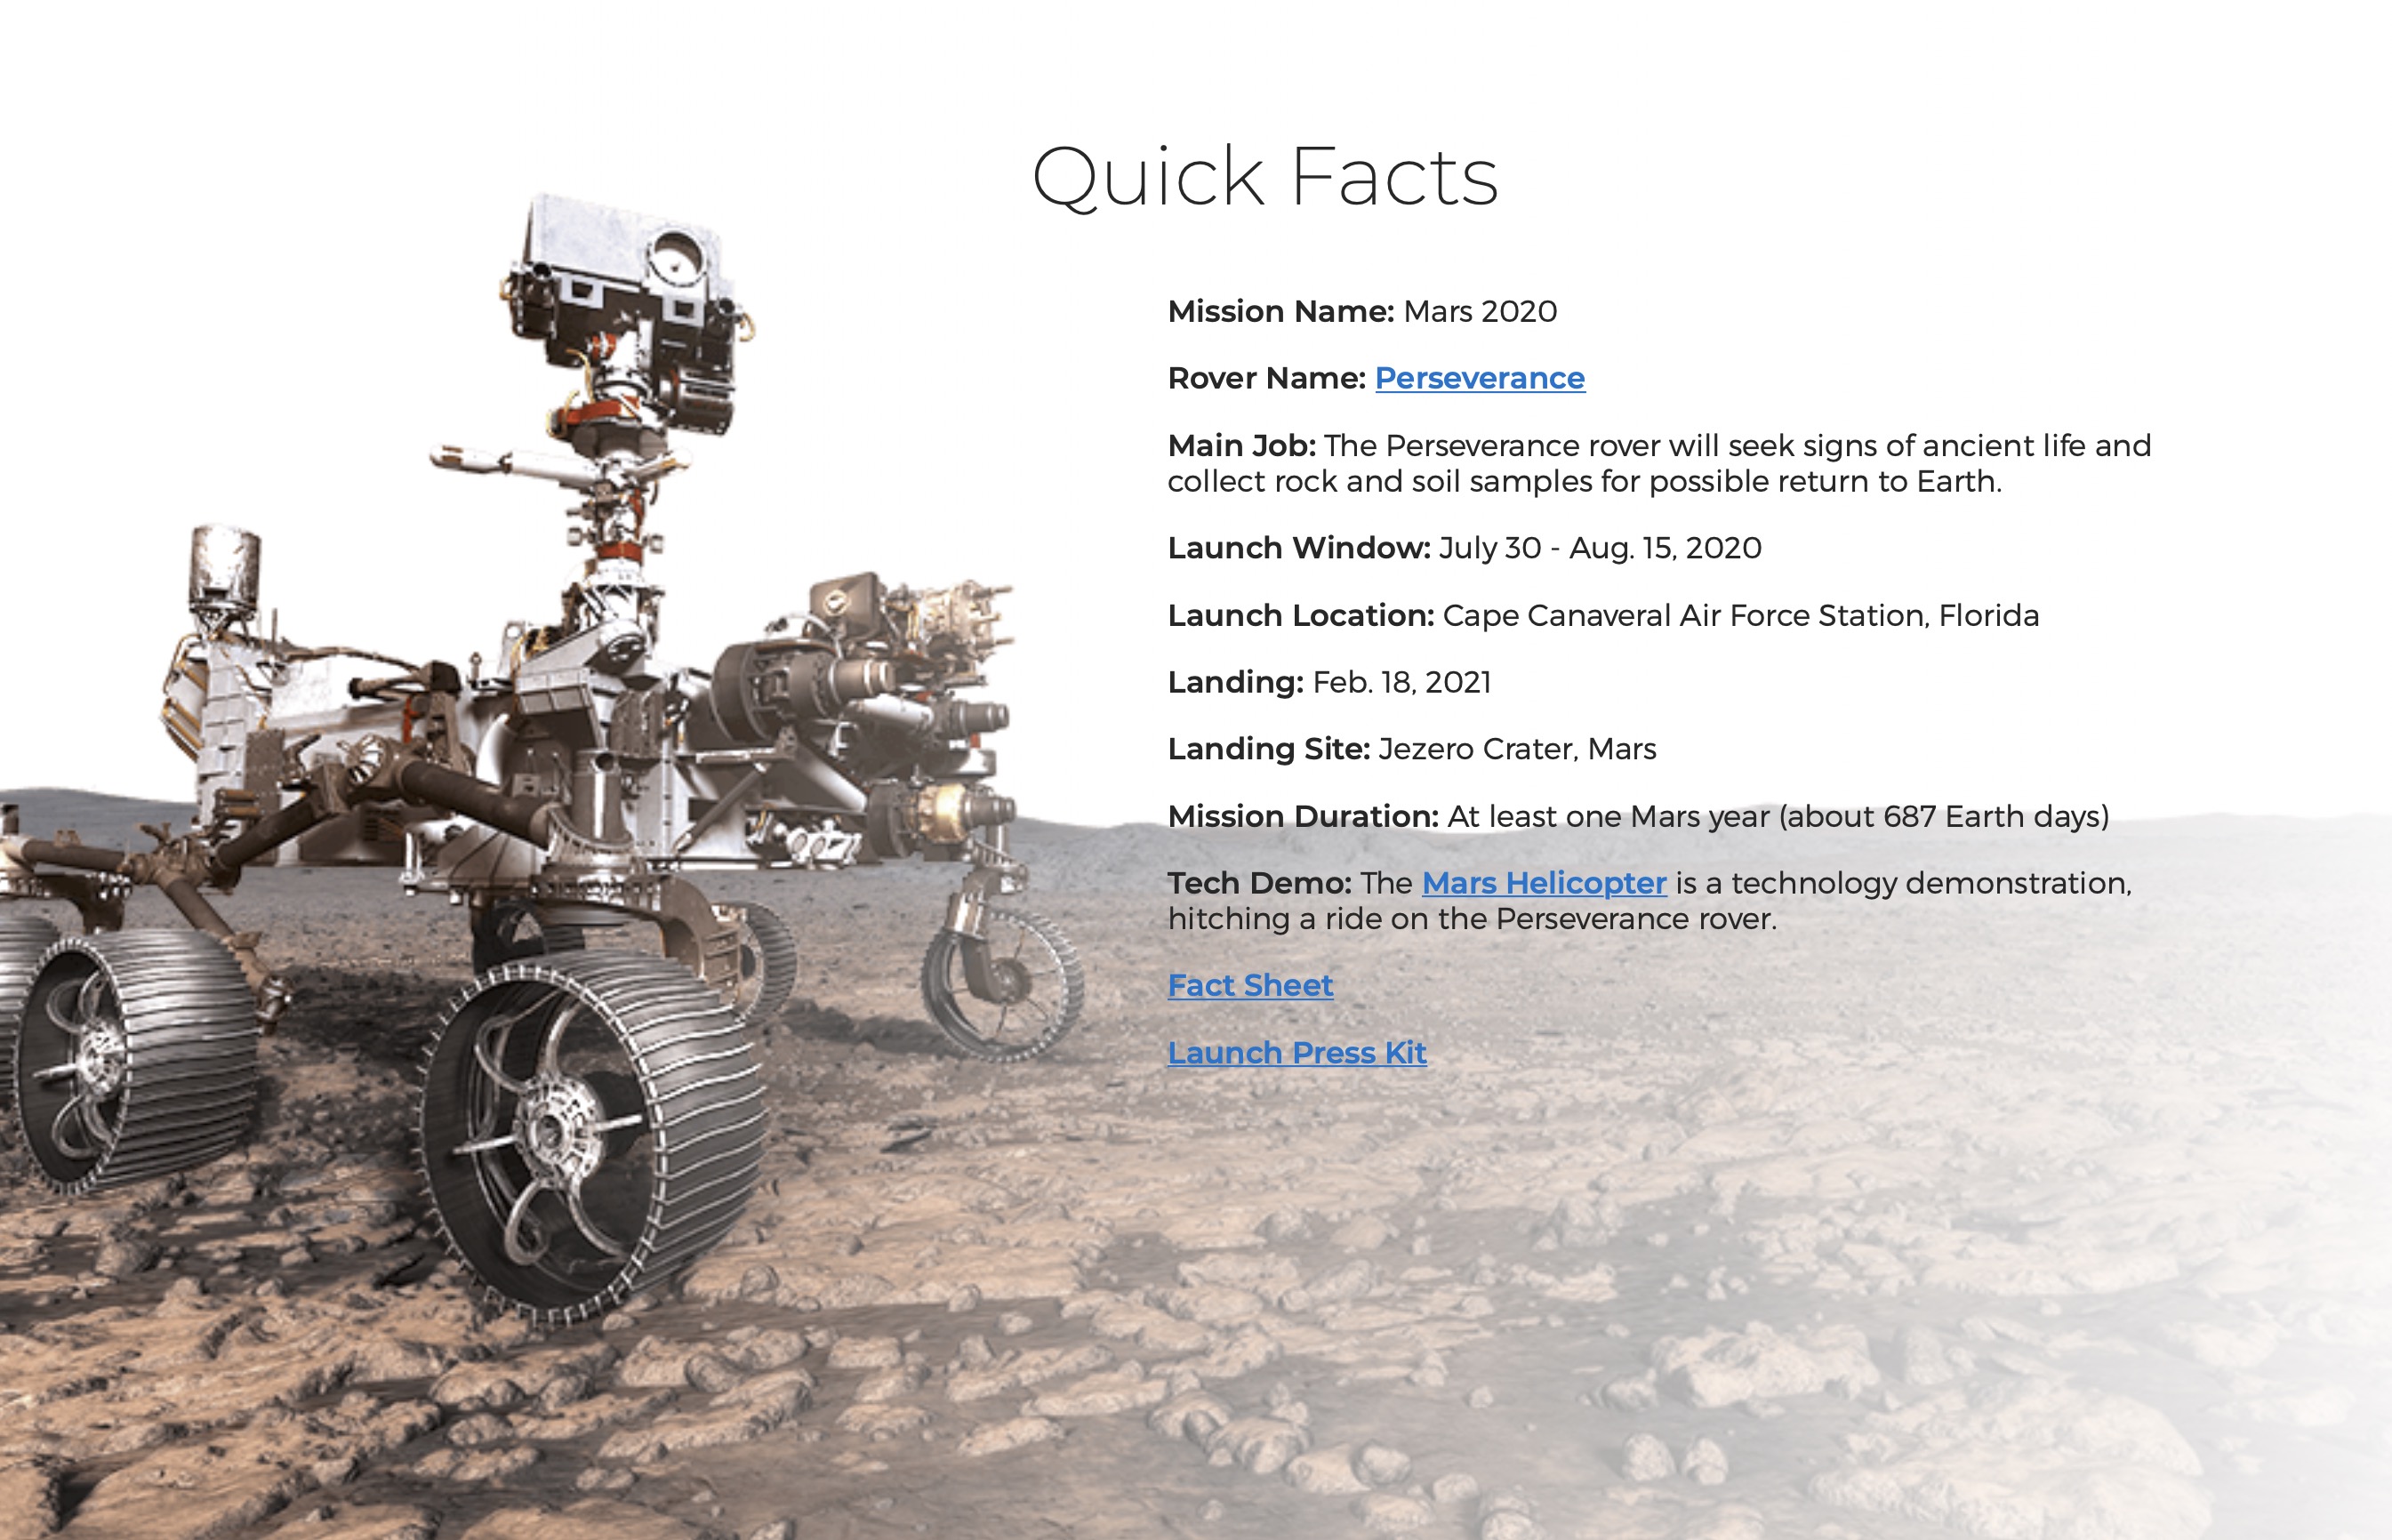 Quick Facts
Mission Name: Mars 2020
Rover Name: Perseverance
Main Job: The Perseverance rover will seek signs of ancient life and
collect rock and soil samples for possible return to Earth.
Launch Window: July 30 - Aug. 15, 2020
Launch Location: Cape Canaveral Air Force Station, Florida
Landing: Feb. 18, 2021
Landing Site: Jezero Crater, Mars
Mission Duration: At least one Mars year (about 687 Earth days)
Tech Demo: The Mars Helicopter is a technology demonstration,
hitching a ride on the Perseverance rover.
Fact Sheet
Launch Press Kit